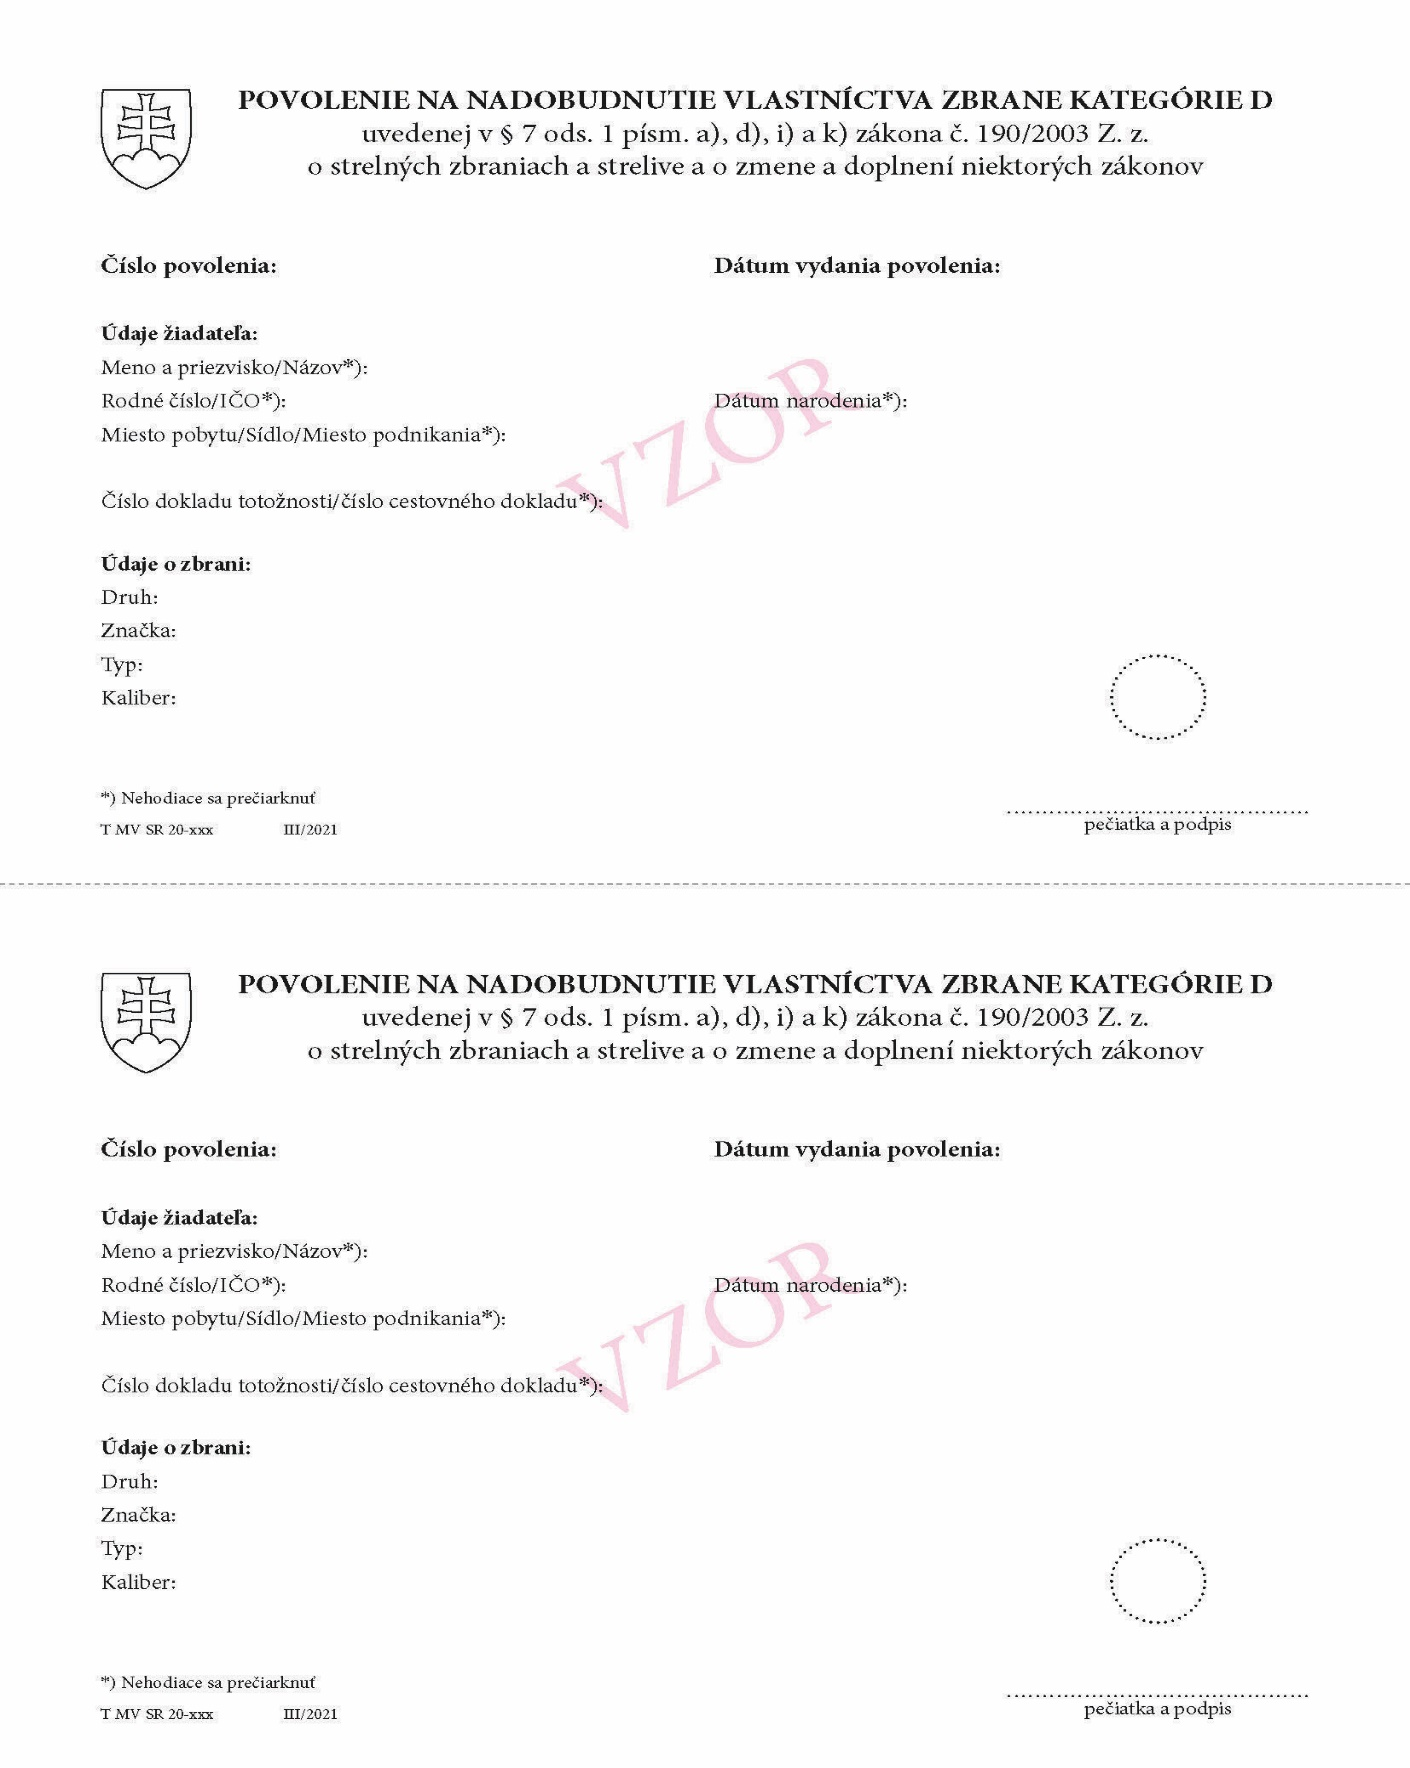 POVOLENIE NA NADOBUDNUTIE VLASTNÍCTVA ZBRANE KATEGÓRIE D
uvedenej v § 7 ods. 1 písm. a), d), i) a k) zákona č. 190/2003 Z. z.
o strelných zbraniach a strelive a o zmene a doplnení niektorých zákonov
Číslo povolenia: Dátum vydania povolenia:
Údaje žiadateľa:
Meno a priezvisko/Názov*):
Rodné číslo/IČO*): Dátum narodenia*):
Miesto pobytu/Sídlo/Miesto podnikania*):
VZOR
Číslo dokladu totožnosti/číslo cestovného dokladu*):
Údaje o zbrani:
Druh:
Značka:
Typ:
Kaliber:
*) Nehodiace sa prečiarknuť
T MV SR 20-xxx III/2021
pečiatka a podpis
POVOLENIE NA NADOBUDNUTIE VLASTNÍCTVA ZBRANE KATEGÓRIE D
uvedenej v § 7 ods. 1 písm. a), d), i) a k) zákona č. 190/2003 Z. z.
o strelných zbraniach a strelive a o zmene a doplnení niektorých zákonov
Číslo povolenia: Dátum vydania povolenia:
Údaje žiadateľa:
Meno a priezvisko/Názov*):
Rodné číslo/IČO*): Dátum narodenia*):
Miesto pobytu/Sídlo/Miesto podnikania*):
VZOR
Číslo dokladu totožnosti/číslo cestovného dokladu*):
Údaje o zbrani:
Druh:
Značka:
Typ:
Kaliber:
*) Nehodiace sa prečiarknuť
T MV SR 20-xxx III/2021
pečiatka a podpis